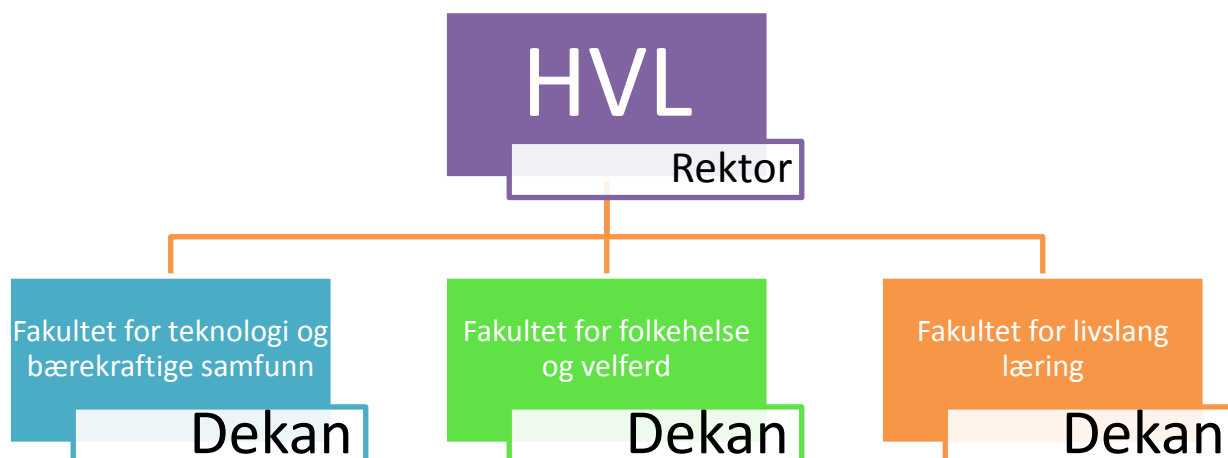 HVL
Rektor
Fakultet for teknologi og
bærekraftige samfunn
Dekan
Fakultet for folkehelse
og velferd
Dekan
Fakultet for livslang
læring
Dekan